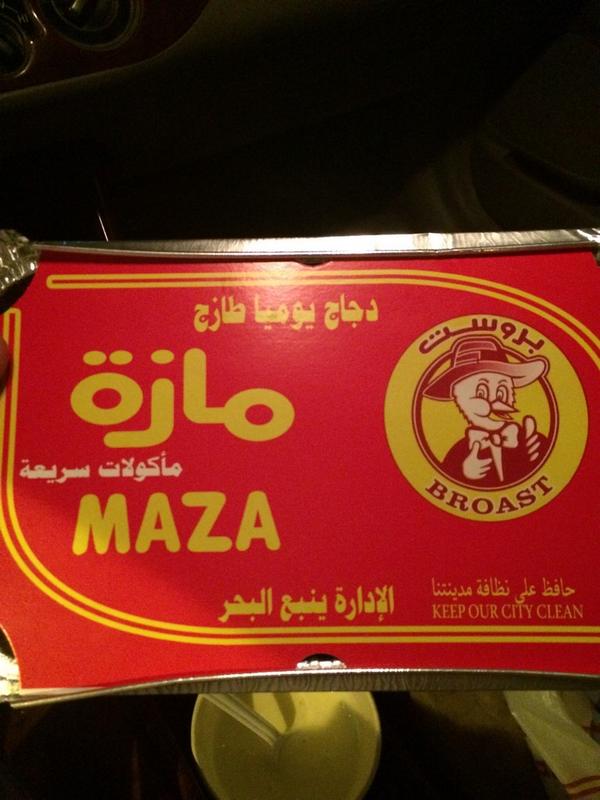 دجاج يوميا طازج
مازة
مأكولات سريعة
MAZA
الإدارة ينبع البحر
بروست
BROAST
حافظ علي نظافة مدينتنا
KEEP OUR CITY CLEAN